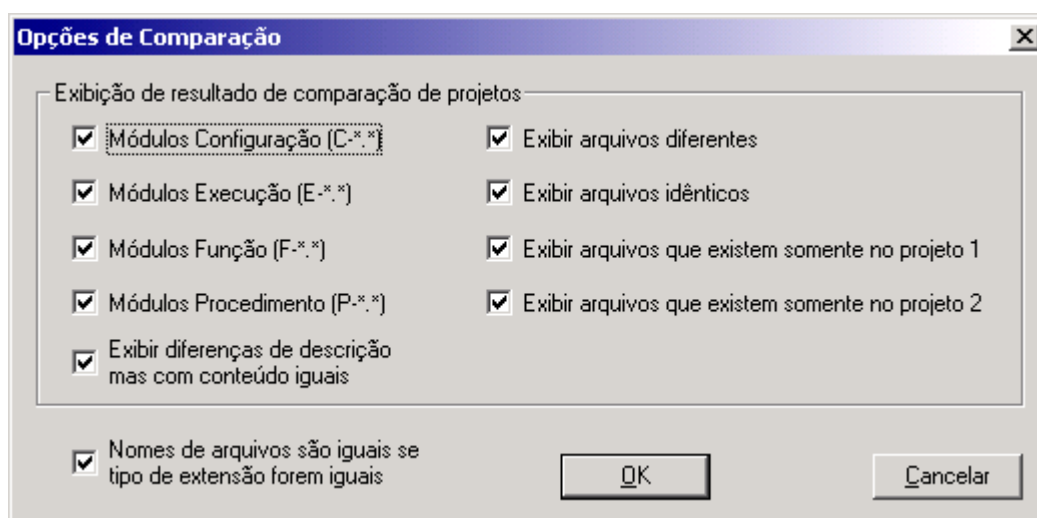 Opções de Comparação
Exibição de resultado de comparação de projetos
Módulos Configuração (C-*.*)
Exibir arquivos diferentes
Módulos Execução (E-*.*)
Exibir arquivos idênticos
Módulos Função (F-*.*)
Exibir arquivos que existem somente no projeto 1
Módulos Procedimento (P-*.*)
Exibir arquivos que existem somente no projeto 2
Exibir diferenças de descrição
mas com conteúdo iguais
Nomes de arquivos são iguais se
tipo de extensão forem iguais
OK
Cancelar